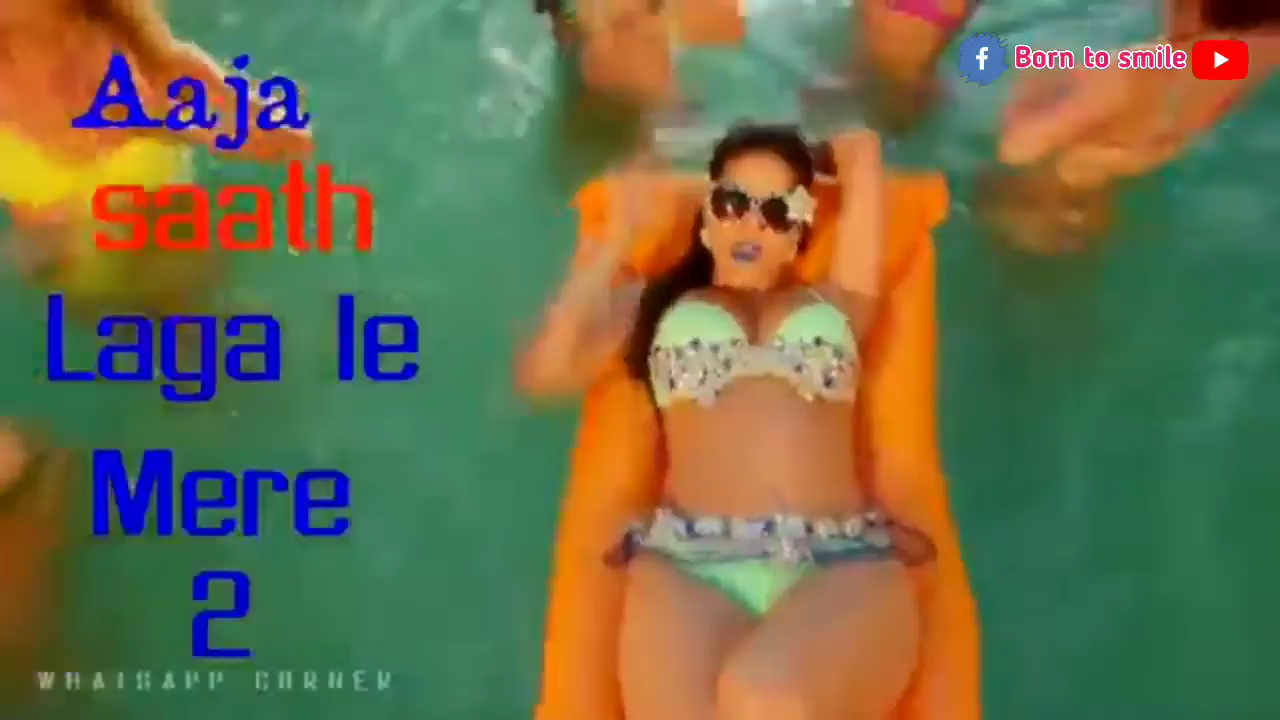 Aaja
saath
Laga le
Mere
2
WHATSAPP CORNER
Born to smile